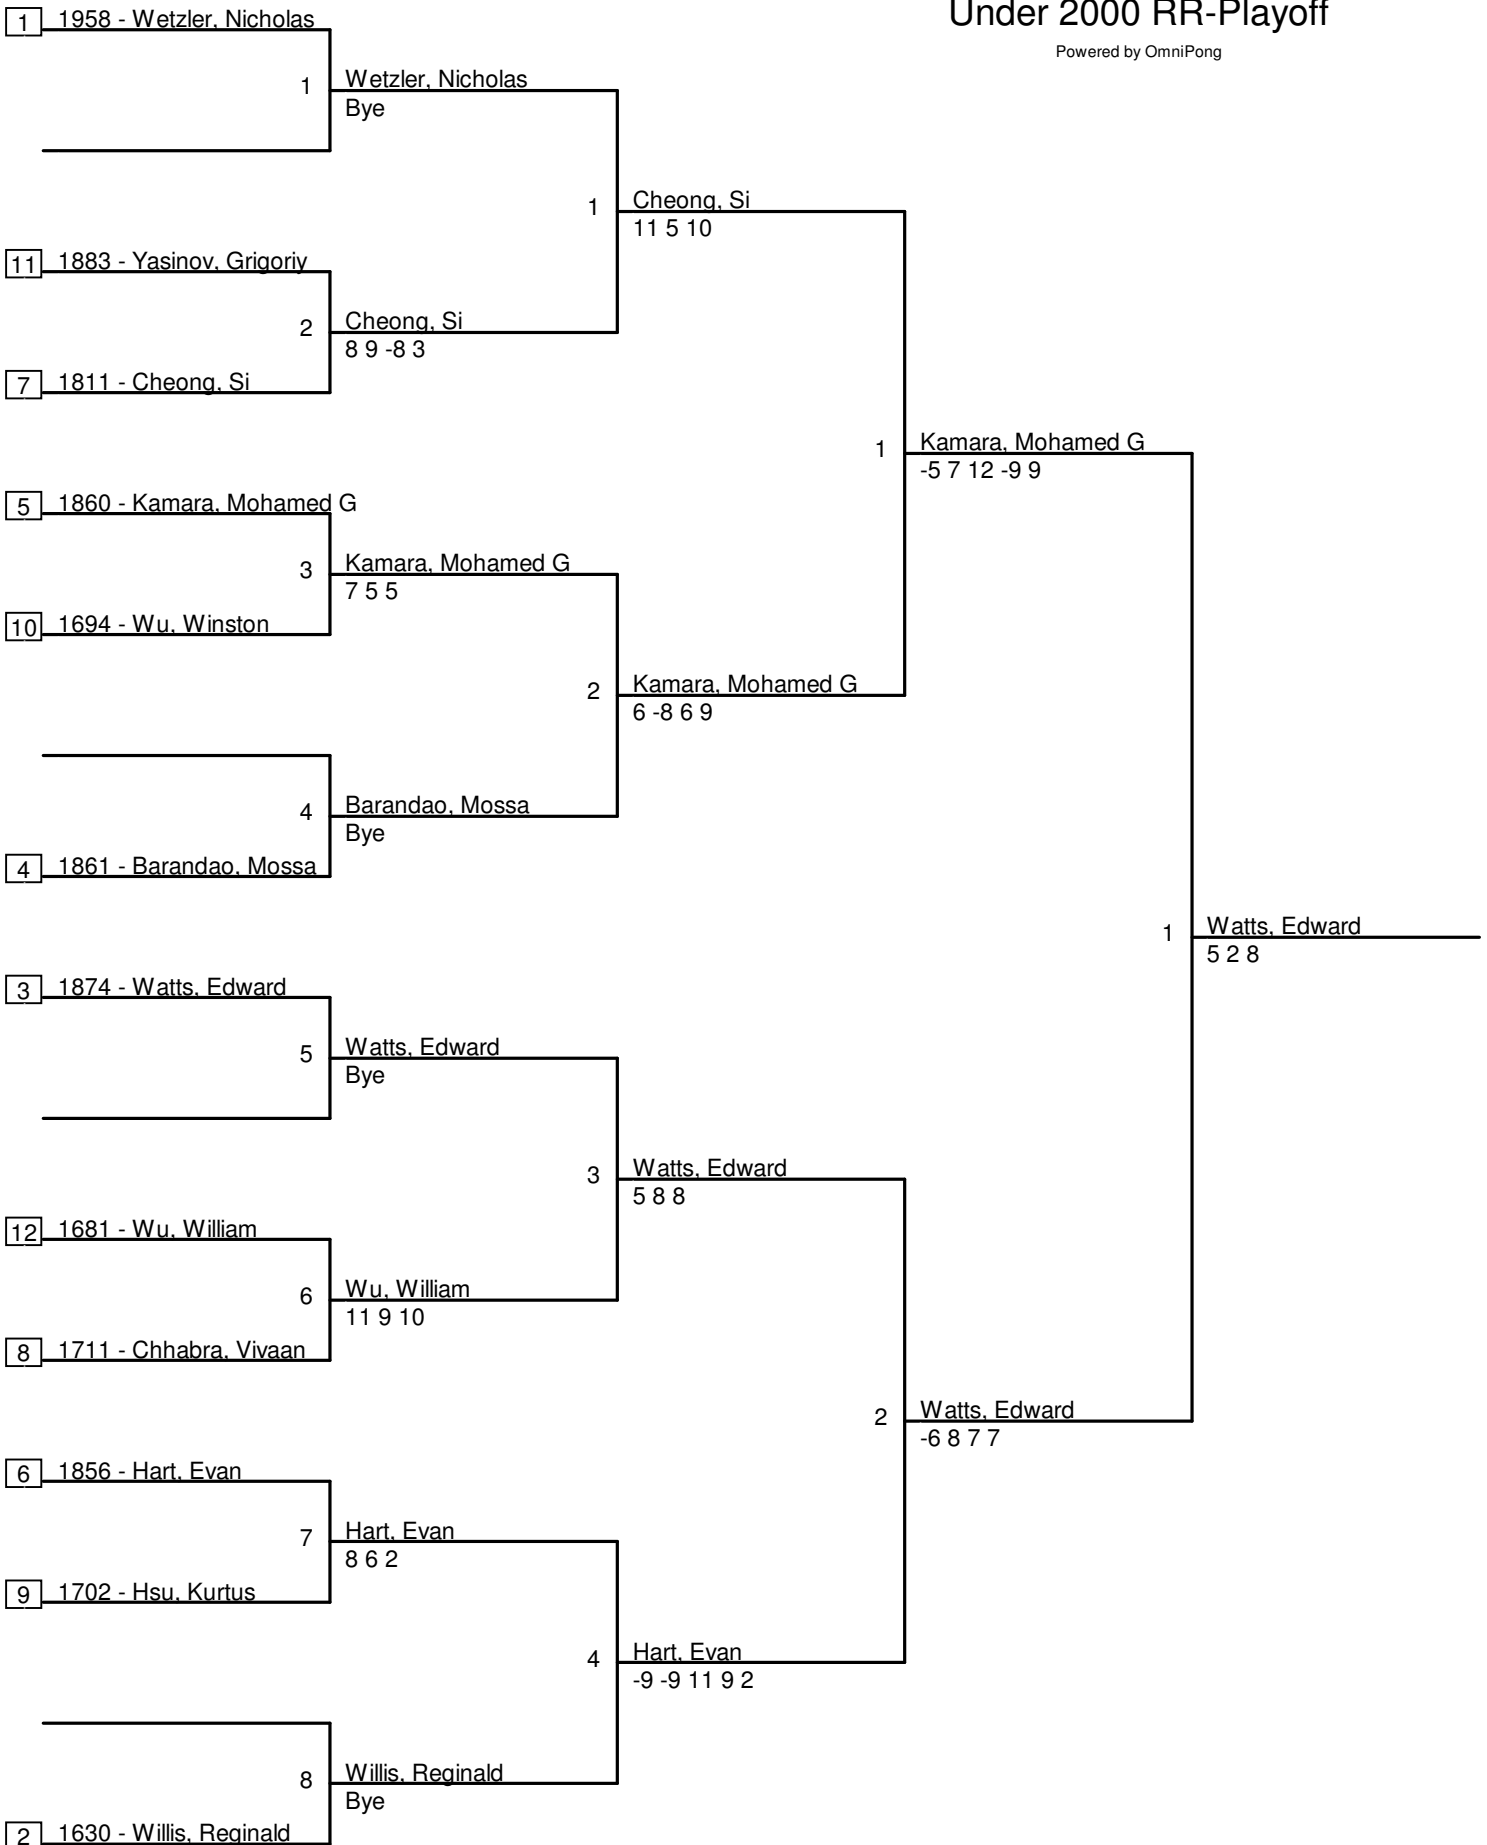 Under 2000 RR-Playoff
Powered by OmniPong
1 1958 - Wetzler, Nicholas
1 Wetzler, Nicholas
Bye
1 Cheong, Si
11 5 10
11 1883 - Yasinov, Grigoriy
2 Cheong, Si
8 9 -8 3
7 1811 - Cheong, Si
1 Kamara, Mohamed G
-5 7 12 -9 9
5 1860 - Kamara, Mohamed G
3 Kamara, Mohamed G
7 5 5
10 1694 - Wu, Winston
2 Kamara, Mohamed G
6 -8 6 9
4 Barandao, Mossa
Bye
4 1861 - Barandao, Mossa
1 Watts, Edward
5 2 8
3 1874 - Watts, Edward
5 Watts, Edward
Bye
3 Watts, Edward
5 8 8
12 1681 - Wu, William
6 Wu, William
11 9 10
8 1711 - Chhabra, Vivaan
2 Watts, Edward
-6 8 7 7
6 1856 - Hart, Evan
7 Hart, Evan
8 6 2
9 1702 - Hsu, Kurtus
4 Hart, Evan
-9 -9 11 9 2
8 Willis, Reginald
Bye
2 1630 - Willis, Reginald